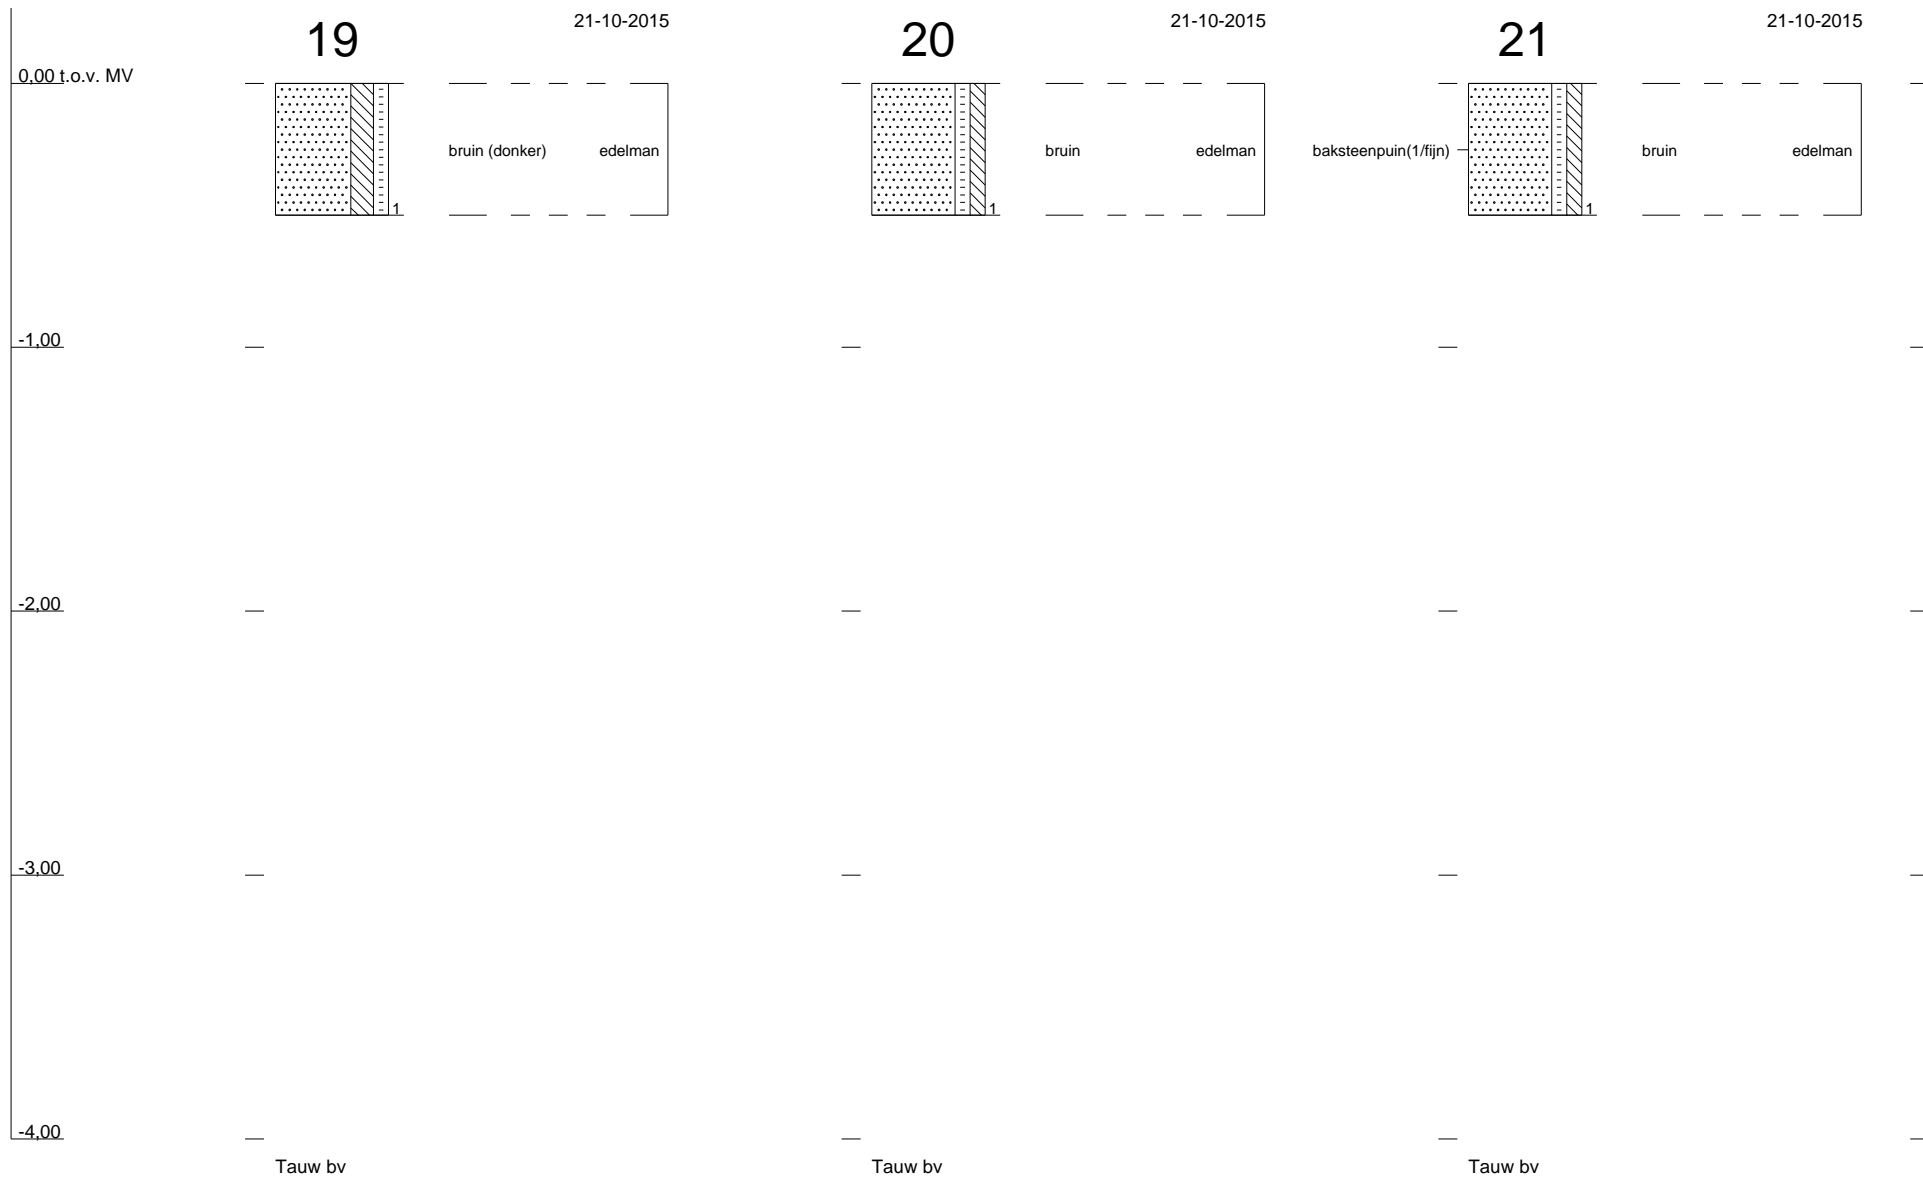 19
21-10-2015
20
21-10-2015
21
21-10-2015
0,00 t.o.v. MV
bruin (donker)
edelman
1
bruin
edelman
1
baksteenpuin(1/fijn)
bruin
edelman
1
-1,00
-2,00
-3,00
-4,00
Tauw bv
Tauw bv
Tauw bv